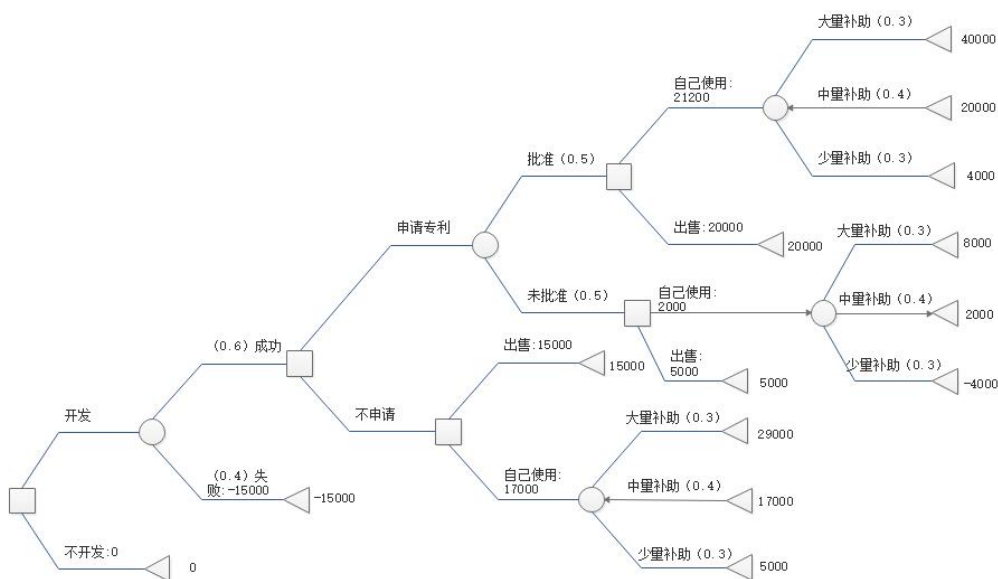 大量补助（0.3）
40000
自己使用:
21200
中量补助（0.4）
20000
批准（0.5）
少量补助（0.3）
4000
申请专利
出售:20000
20000
大量补助（0.3）
8000
未批准（0.5）
自己使用:
2000
中量补助（0.4）
2000
（0.6）成功
出售:15000
15000
出售:
5000
5000
少量补助（0.3）
-4000
开发
不申请
大量补助（0.3）
29000
（0.4）失
败:-15000
-15000
自己使用:
17000
中量补助（0.4）
17000
不开发:0
0
少量补助（0.3）
5000